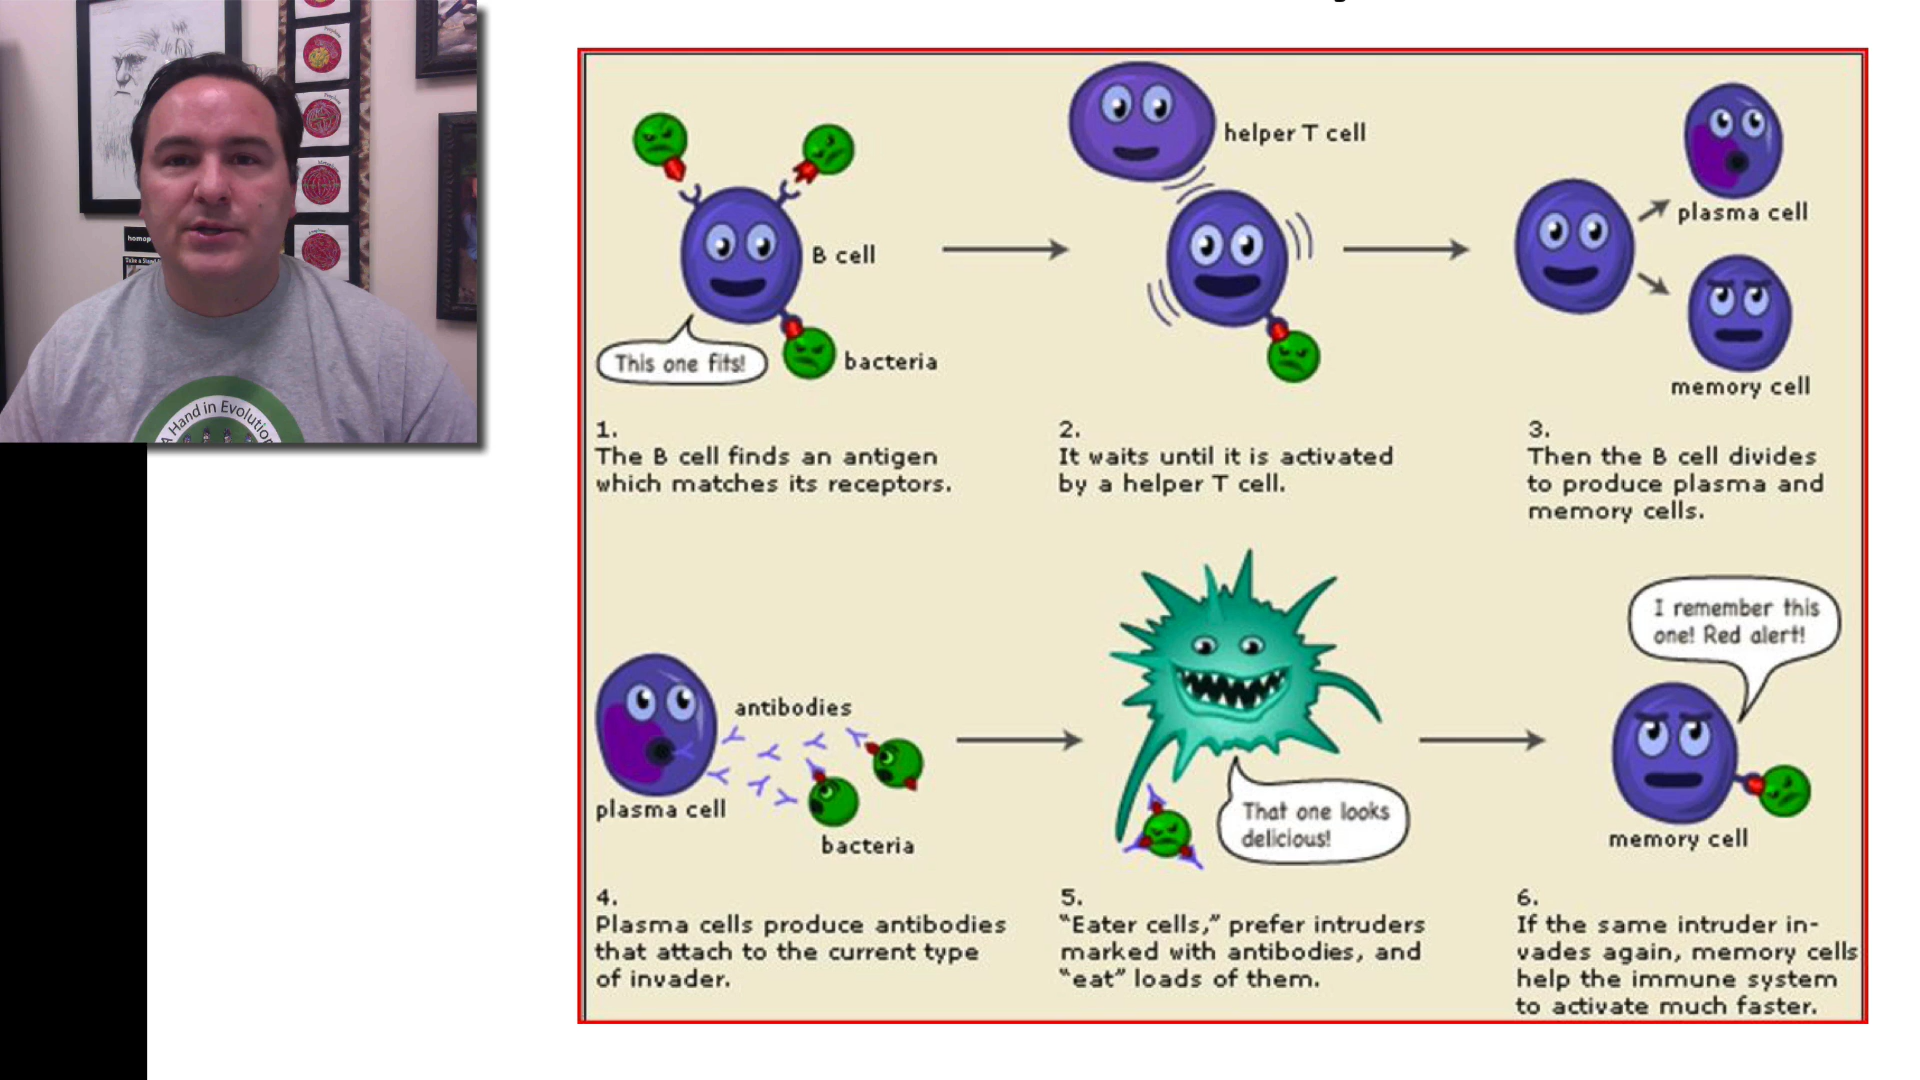 homop
Take a Stand
A Hand in Evolution
helper T cell
plasma cell
B cell
This one fits!
bacteria
memory cell
1.
The B cell finds an antigen
which matches its receptors.
2.
It waits until it is activated
by a helper T cell.
3.
Then the B cell divides
to produce plasma and
memory cells.
I remember this
one! Red alert!
antibodies
plasma cell
bacteria
That one looks
delicious!
memory cell
4.
Plasma cells produce antibodies
that attach to the current type
of invader.
5.
“Eater cells,” prefer intruders
marked with antibodies, and
“eat” loads of them.
6.
If the same intruder in-
vades again, memory cells
help the immune system
to activate much faster.